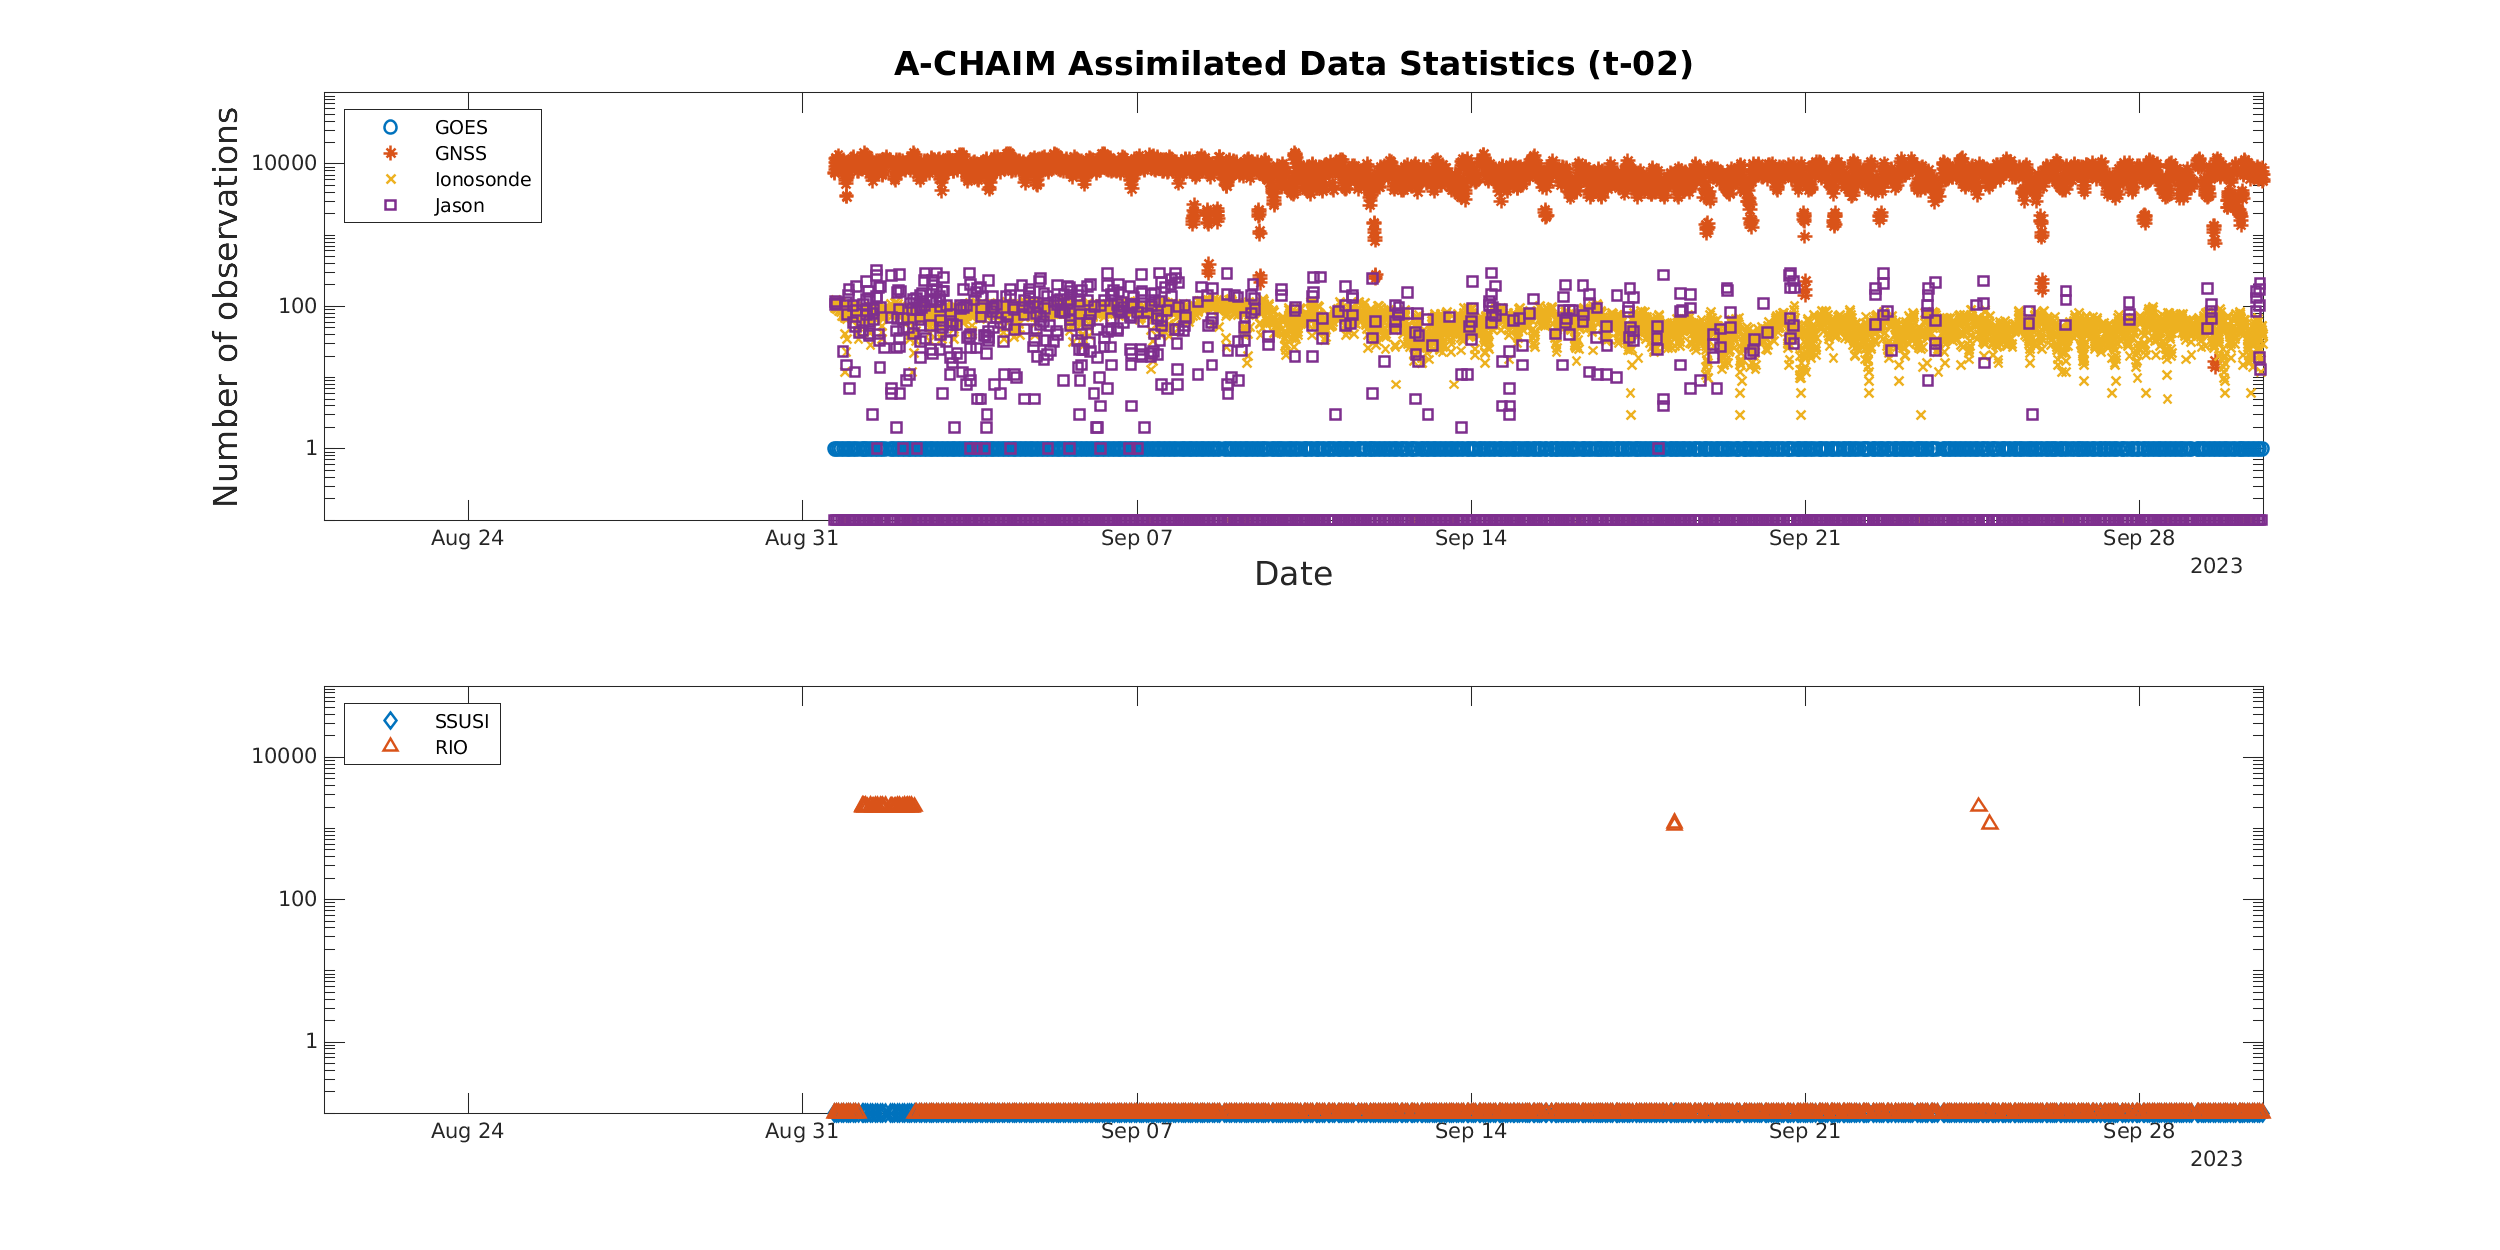 A-CHAIM Assimilated Data Statistics (t-02)
Number of observations
10000
100
1
GOES
GNSS
Ionosonde
Jason
Aug 24
Aug 31
Sep 07
Sep 14
Sep 21
Sep 28
2023
Date
10000
100
1
SSUSI
RIO
Aug 24
Aug 31
Sep 07
Sep 14
Sep 21
Sep 28
2023